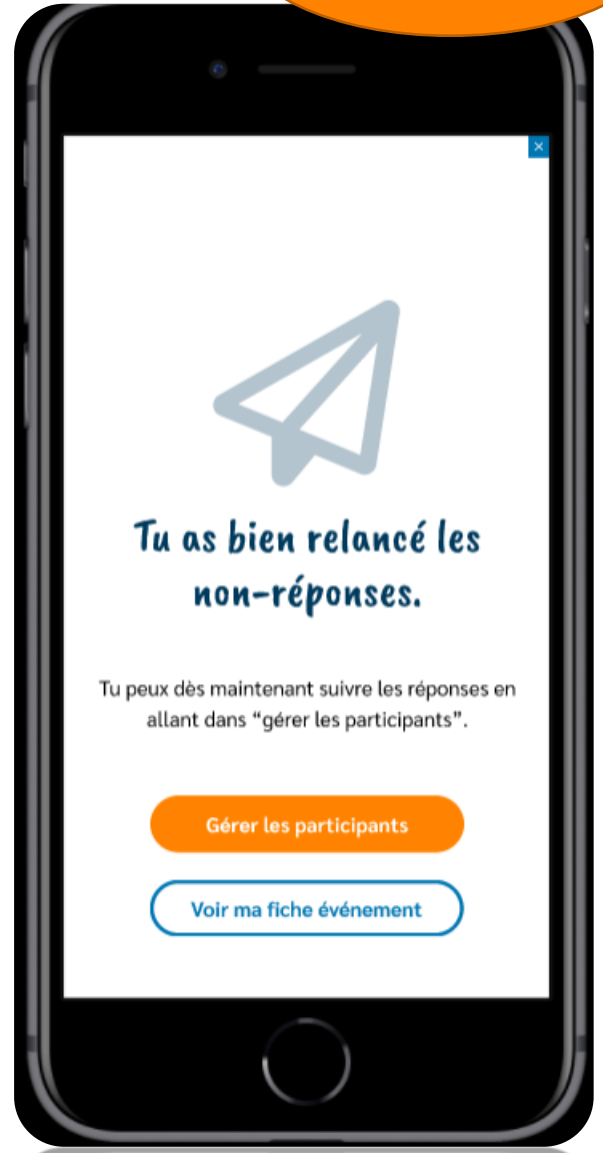 Tu as bien relancé les
non-réponses.
Tu peux dès maintenant suivre les réponses en
allant dans “gérer les participants”.
Gérer les participants
Voir ma fiche événement